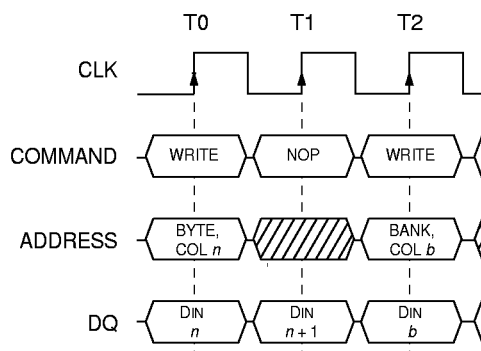 T0 T1 T2
CLK
COMMAND WRITE NOP WRITE
ADDRESS BYTE, COL n BANK, COL b
DQ DIN n DIN n + 1 DIN b